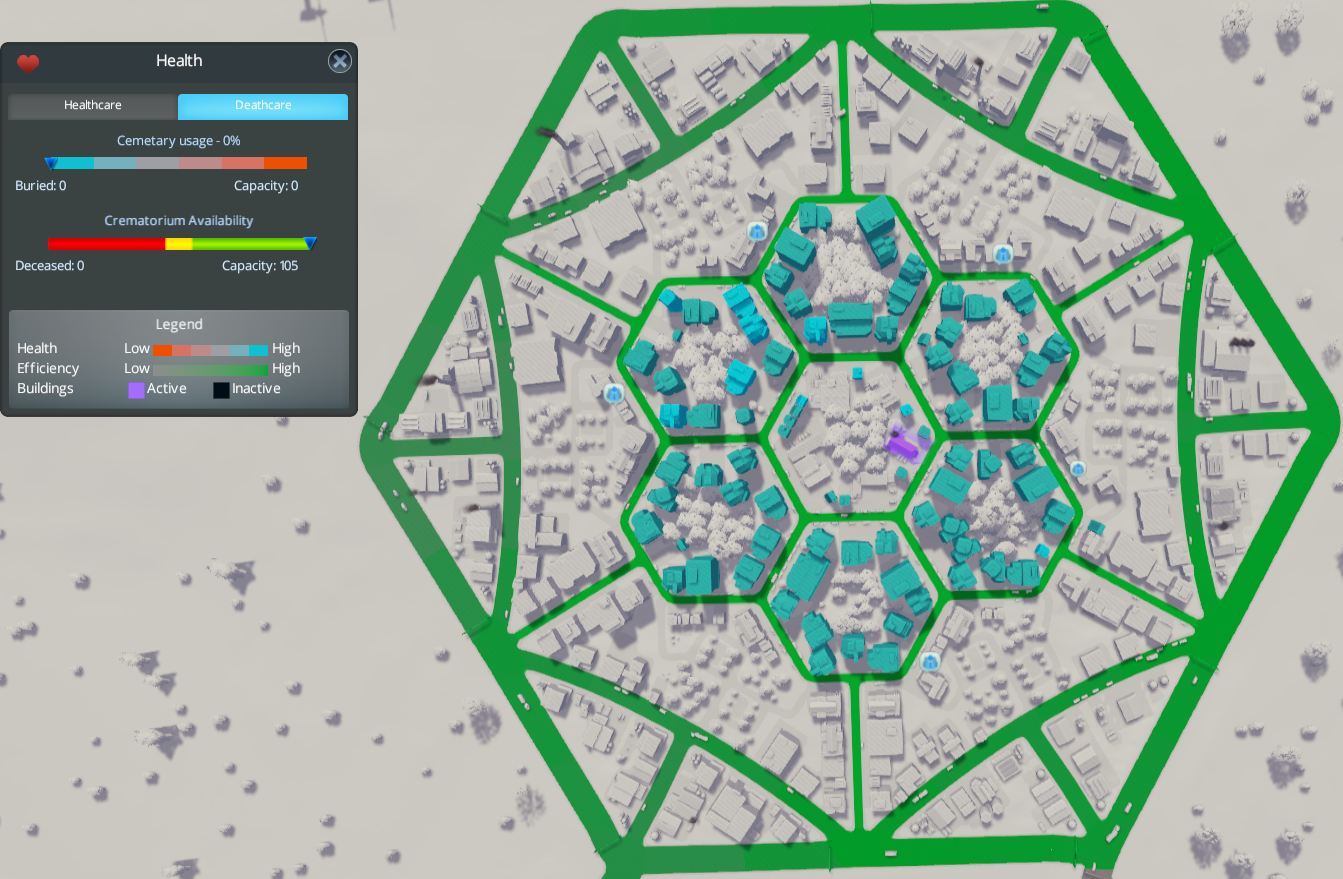 Health
Healthcare
Deathcare
Cemetary usage - 0%
Buried: 0
Capacity: 0
Crematorium Availability
Deceased: 0
Capacity: 105
Legend
Health
Low
High
Efficiency
Low
High
Buildings
Active
Inactive